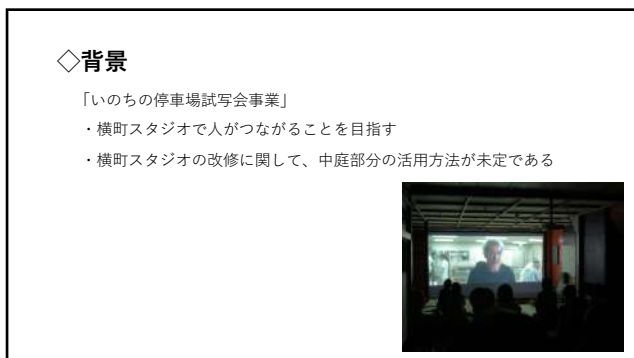 ◇背景
「いのちの停車場試写会事業」
・横町スタジオで人がつながることを目指す
・横町スタジオの改修に関して、中庭部分の活用方法が未定である